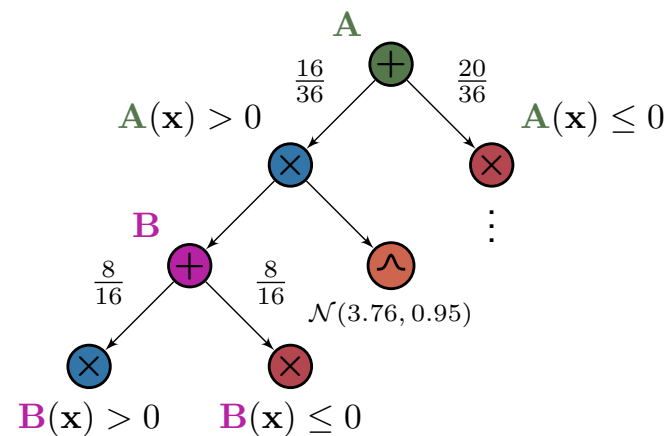 A
+
16/36 20/36
A(x) > 0 A(x) ≤ 0
× ×
B ⋮
+
8/16 8/16
N(3.76, 0.95)
× ×
B(x) > 0 B(x) ≤ 0